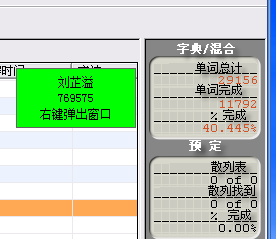 字典/混合
时间
刘芷溢
769575
右键弹出窗口
单词总计
29156
单词完成
11792
% 完成
40.445%
预 定
散列表
0 of 0
散列找到
0 of 0
% 完成
0.00%